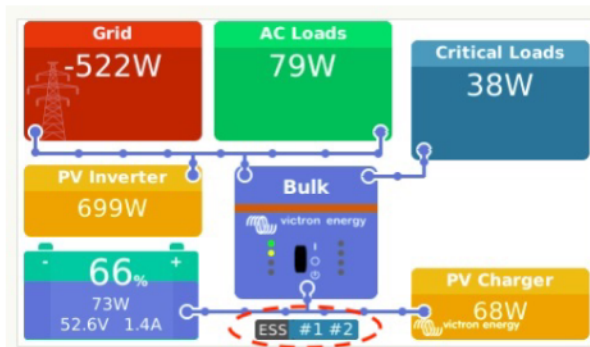 Grid
-522W
AC Loads
79W
Critical Loads
38W
PV Inverter
699W
Bulk
victron energy
66%
73W
52.6V 1.4A
ESS #1 #2
PV Charger
68W
victron energy